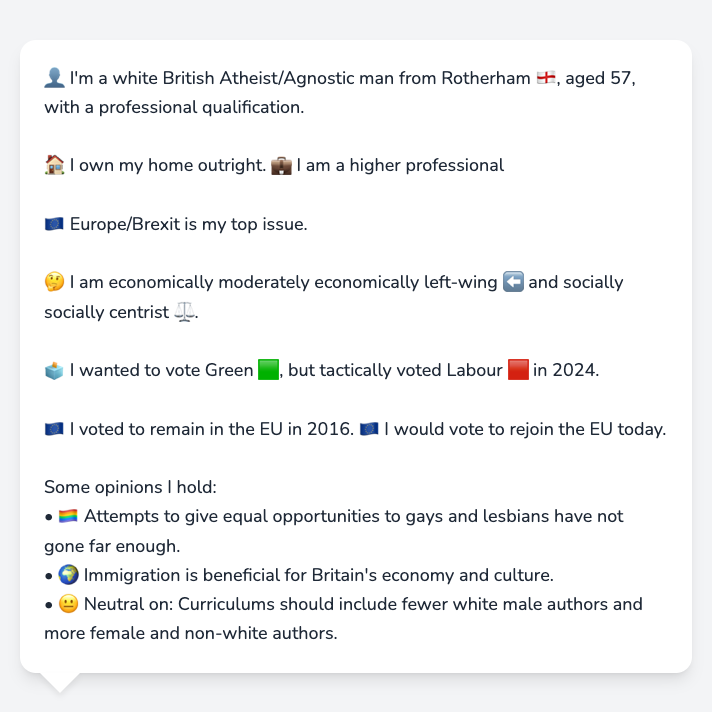 👤 I'm a white British Atheist/Agnostic man from Rotherham 🏴󠁧󠁢󠁥󠁮󠁧󠁿, aged 57,
with a professional qualification.
🏠 I own my home outright. 💼 I am a higher professional
🇪🇺 Europe/Brexit is my top issue.
🤔 I am economically moderately economically left-wing ⬅️ and socially
socially centrist ⚖️.
🗳️ I wanted to vote Green 🟩, but tactically voted Labour 🟥 in 2024.
🇪🇺 I voted to remain in the EU in 2016. 🇪🇺 I would vote to rejoin the EU today.
Some opinions I hold:
• 🏳️‍🌈 Attempts to give equal opportunities to gays and lesbians have not
gone far enough.
• 🌍 Immigration is beneficial for Britain's economy and culture.
• 😐 Neutral on: Curriculums should include fewer white male authors and
more female and non-white authors.